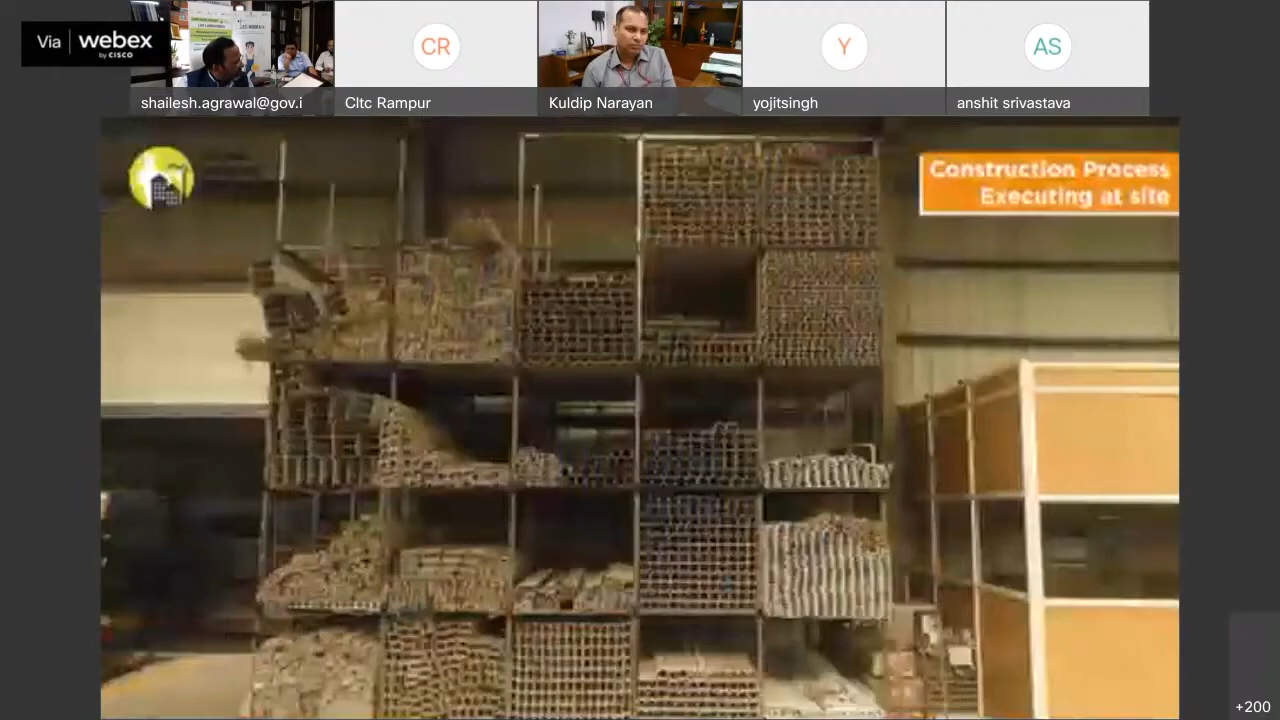 Via | webex
by CISCO
CR
Y
AS
shailesh.agrawal@gov.i
Cltc Rampur
Kuldip Narayan
yojitsingh
anshit srivastava
Construction Process
Executing at site
+200